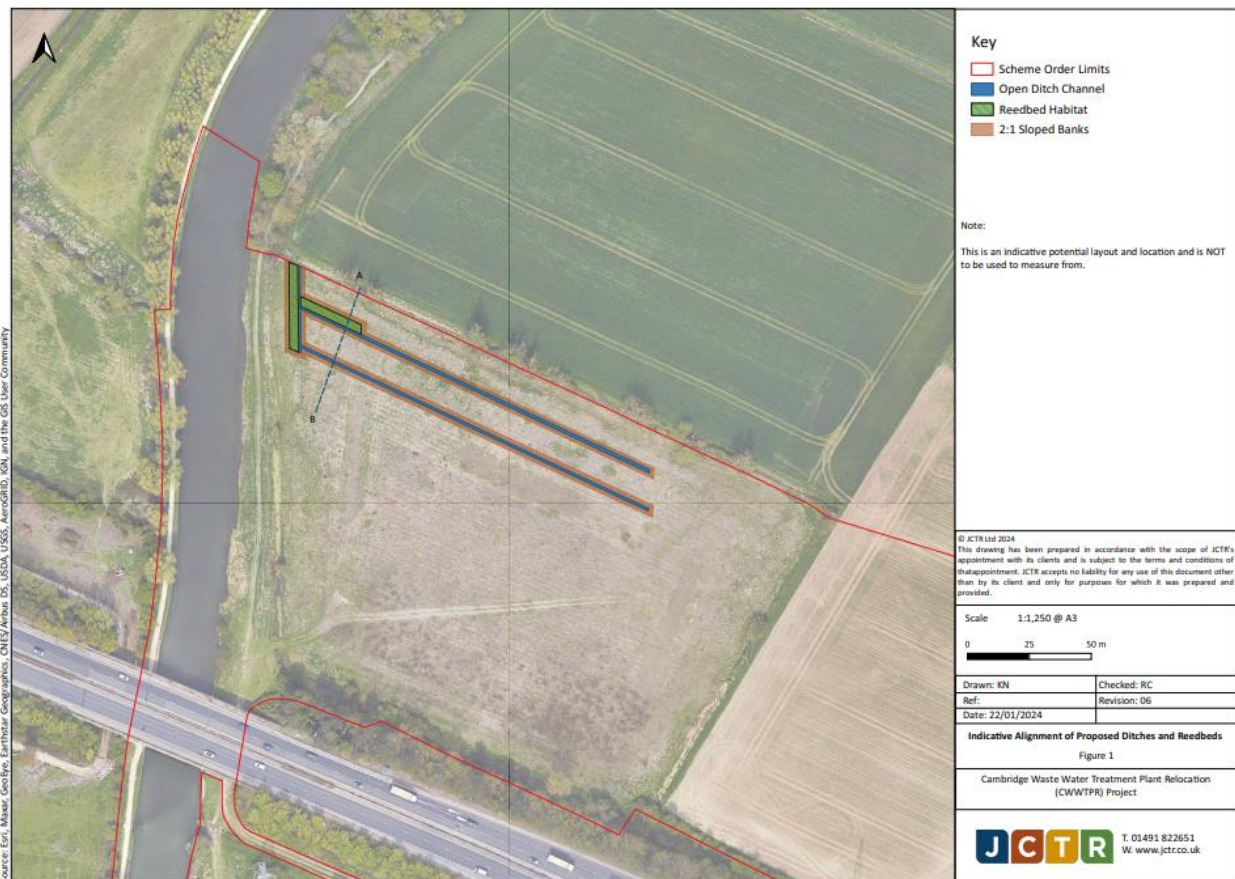 Key
Scheme Order Limits
Open Ditch Channel
Reedbed Habitat
2:1 Sloped Banks
Note:
This is an indicative potential layout and location and is NOT
to be used to measure from.
A
B
Source: Esri, Maxar, GeoEye, Earthstar Geographics, CNES/Airbus DS, USDA, USGS, AeroGRID, IGN, and the GIS User Community
© JCTR Ltd 2024
This drawing has been prepared in accordance with the scope of JCTR's
appointment with its clients and is subject to the terms and conditions of
thatappointment. JCTR accepts no liability for any use of this document other
than by its client and only for purposes for which it was prepared and
provided.
Scale 1:1,250 @ A3
0 25 50 m
Drawn: KN Checked: RC
Ref: Revision: 06
Date: 22/01/2024
Indicative Alignment of Proposed Ditches and Reedbeds
Figure 1
Cambridge Waste Water Treatment Plant Relocation
(CWWTPR) Project
JCTR
T. 01491 822651
W. www.jctr.co.uk